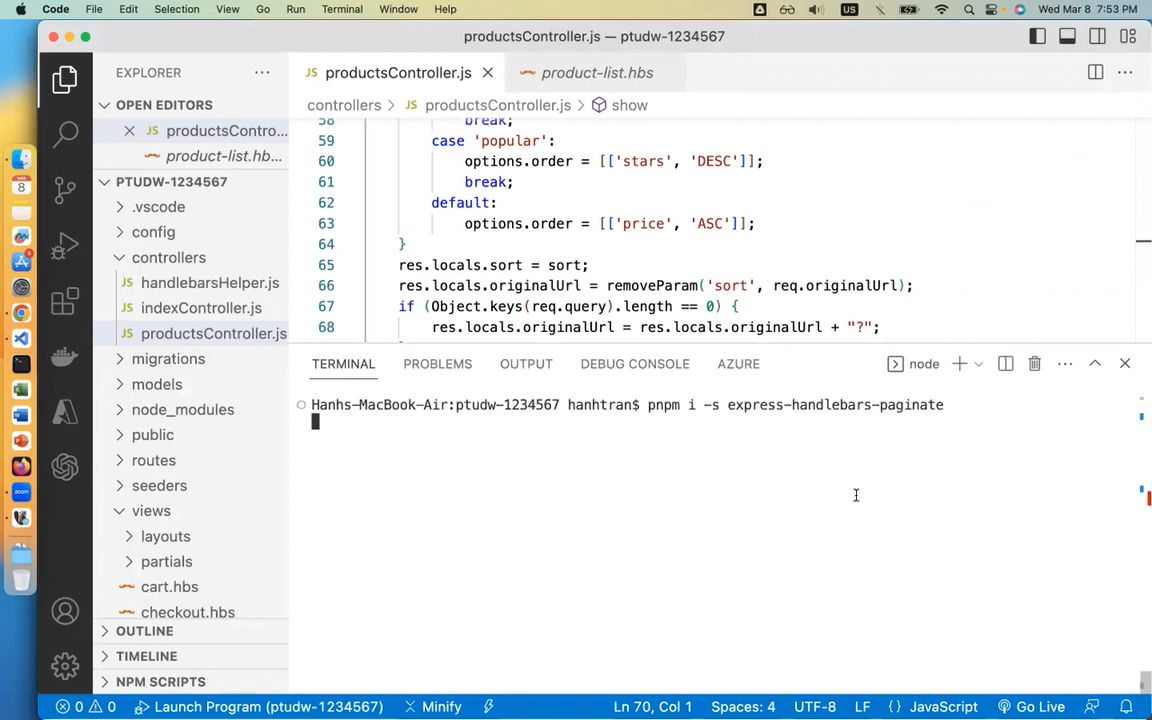 Code File Edit Selection View Go Run Terminal Window Help US Wed Mar 8 7:53 PM
productsController.js — ptudw-1234567
EXPLORER
productsController.js
product-list.hbs
controllers > JS productsController.js > show
OPEN EDITORS
JS productsContro...
product-list.hb...
PTUDW-1234567
.vscode
config
controllers
handlebarsHelper.js
JS indexController.js
JS productsController.js
migrations
models
node_modules
public
routes
seeders
views
layouts
partials
cart.hbs
checkout.hbs
OUTLINE
TIMELINE
NPM SCRIPTS
58 break;
59 case 'popular':
60 options.order = [['stars', 'DESC']];
61 break;
62 default:
63 options.order = [['price', 'ASC']];
64 }
65 res.locals.sort = sort;
66 res.locals.originalUrl = removeParam('sort', req.originalUrl);
67 if (Object.keys(req.query).length == 0) {
68 res.locals.originalUrl = res.locals.originalUrl + "?";
TERMINAL PROBLEMS OUTPUT DEBUG CONSOLE AZURE node
Hanhs-MacBook-Air:ptudw-1234567 hanhtran$ pnpm i -s express-handlebars-paginate
0 0 Launch Program (ptudw-1234567) Minify Ln 70, Col 1 Spaces: 4 UTF-8 LF {} JavaScript Go Live